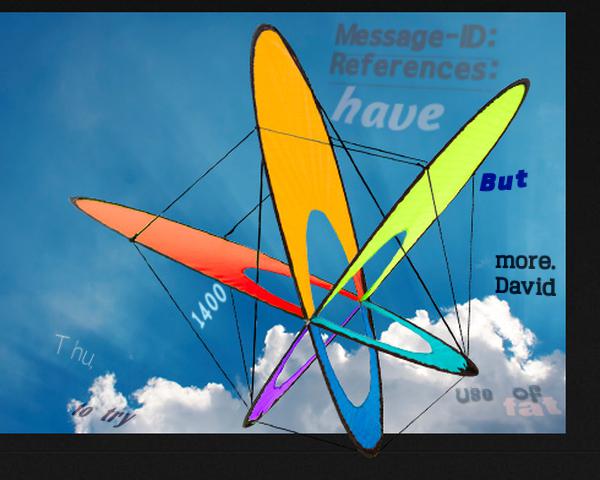 Message-ID:
References:
have
But
more.
David
1400
Thu,
to try
use of
fat